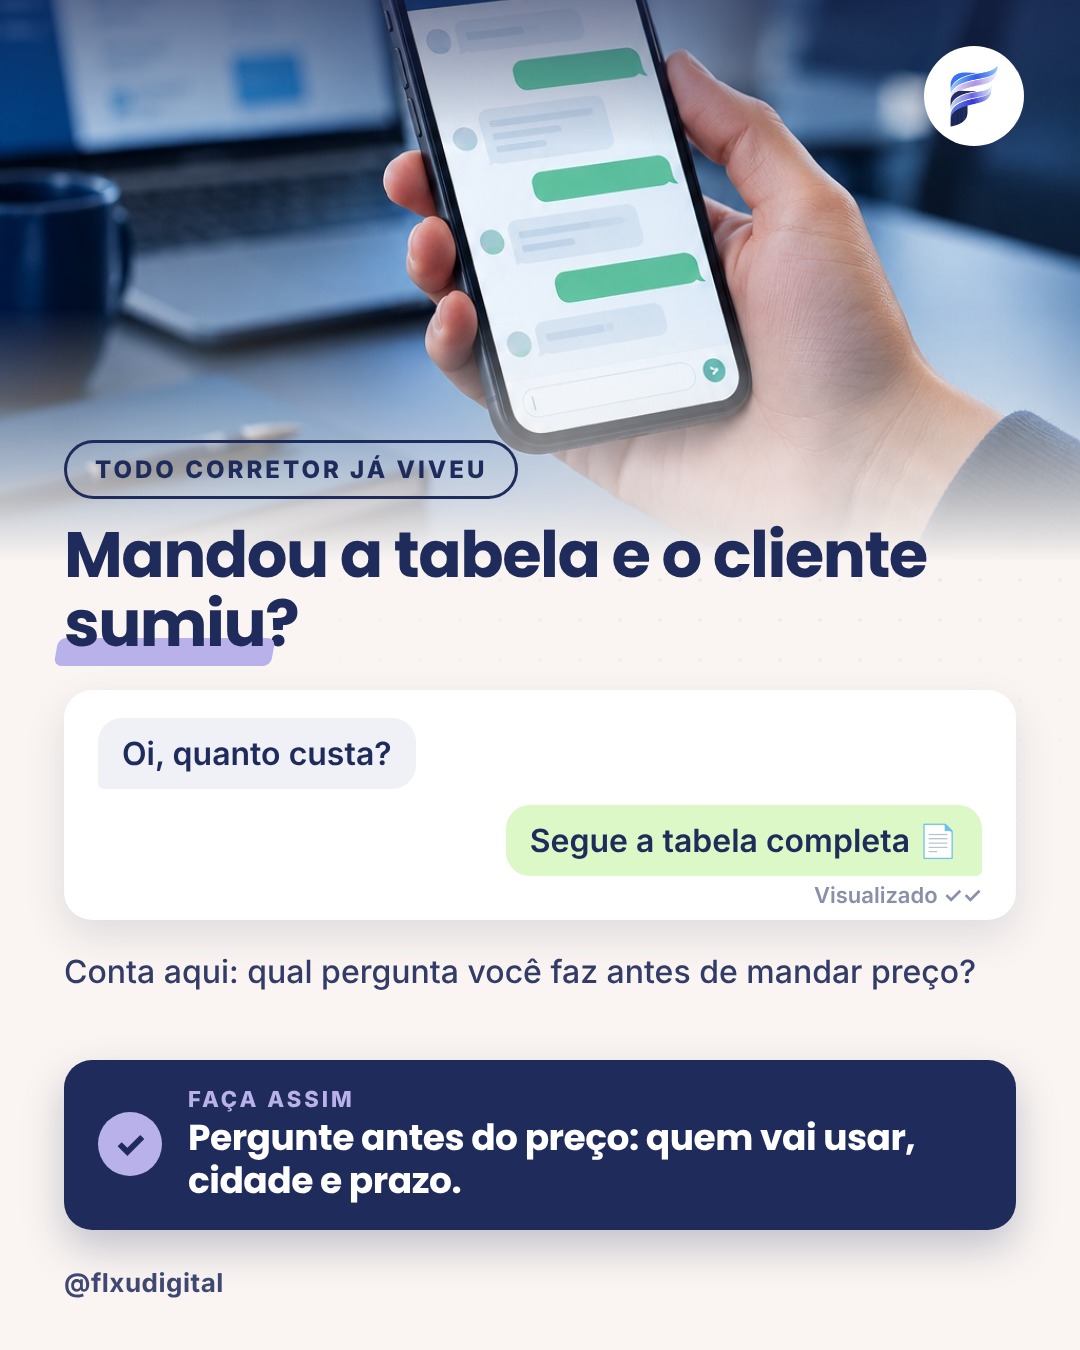 TODO CORRETOR JÁ VIVEU
Mandou a tabela e o cliente
sumiu?
Oi, quanto custa?
Segue a tabela completa 📄
Visualizado ✓✓
Conta aqui: qual pergunta você faz antes de mandar preço?
FAÇA ASSIM
Pergunte antes do preço: quem vai usar,
cidade e prazo.
@flxudigital